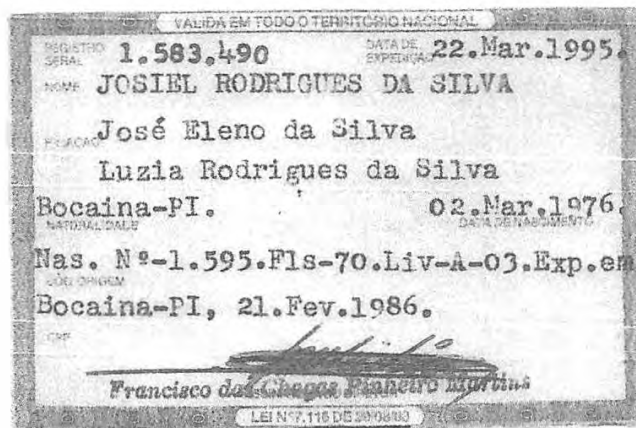 VALIDA EM TODO O TERRITÓRIO NACIONAL
REGISTRO GERAL 1.583.490 DATA DE EXPEDIÇÃO 22.Mar.1995.
NOME JOSIEL RODRIGUES DA SILVA
FILIAÇÃO José Eleno da Silva
Luzia Rodrigues da Silva
Bocaina-PI. 02.Mar.1976.
NATURALIDADE DATA DE NASCIMENTO
Nas. Nº-1.595.Fls-70.Liv-A-03.Exp.em
DOC ORIGEM
Bocaina-PI, 21.Fev.1986.
CPF
Francisco das Chagas Pinheiro Martins
LEI Nº 7.116 DE 29/08/83